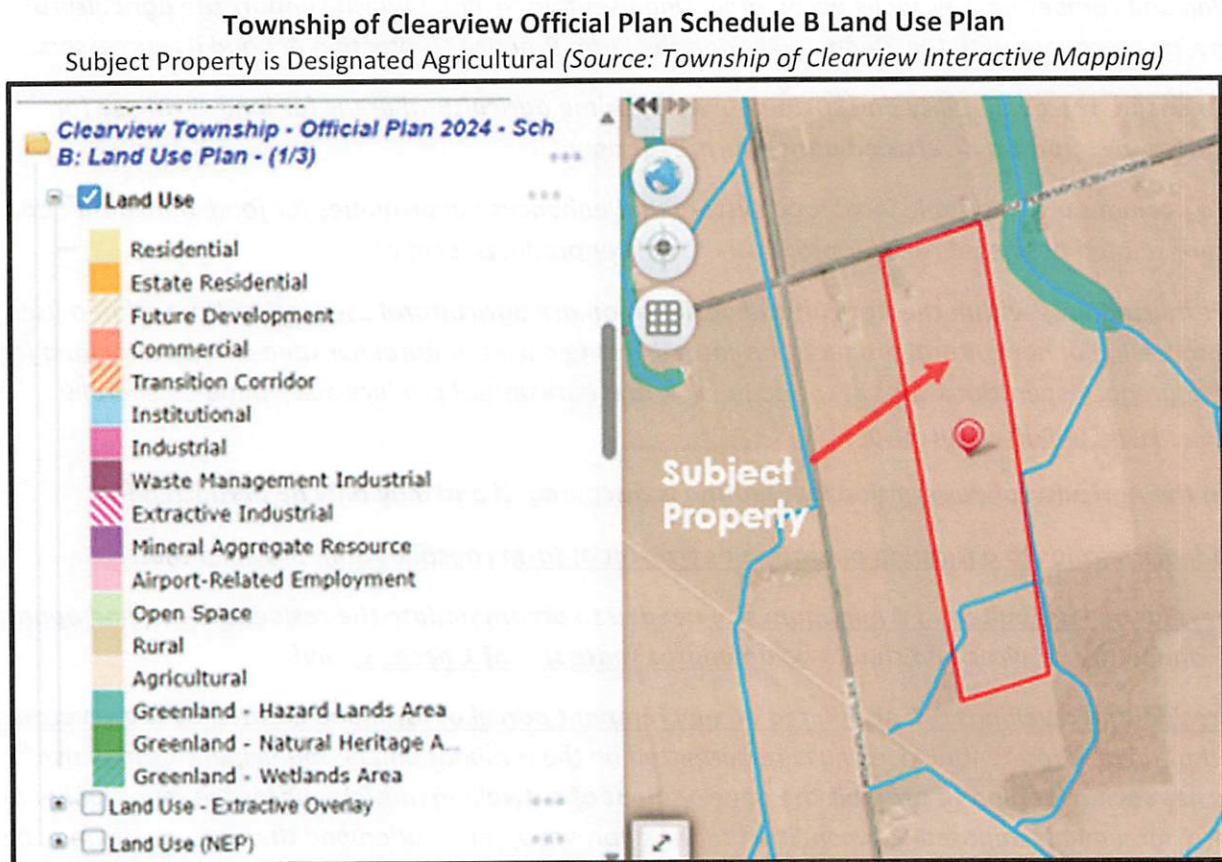 Township of Clearview Official Plan Schedule B Land Use Plan
Subject Property is Designated Agricultural (Source: Township of Clearview Interactive Mapping)
Clearview Township - Official Plan 2024 - Sch
B: Land Use Plan - (1/3)
Land Use
Residential
Estate Residential
Future Development
Commercial
Transition Corridor
Institutional
Industrial
Waste Management Industrial
Extractive Industrial
Mineral Aggregate Resource
Airport-Related Employment
Open Space
Rural
Agricultural
Greenland - Hazard Lands Area
Greenland - Natural Heritage A...
Greenland - Wetlands Area
Land Use - Extractive Overlay
Land Use (NEP)
Subject
Property